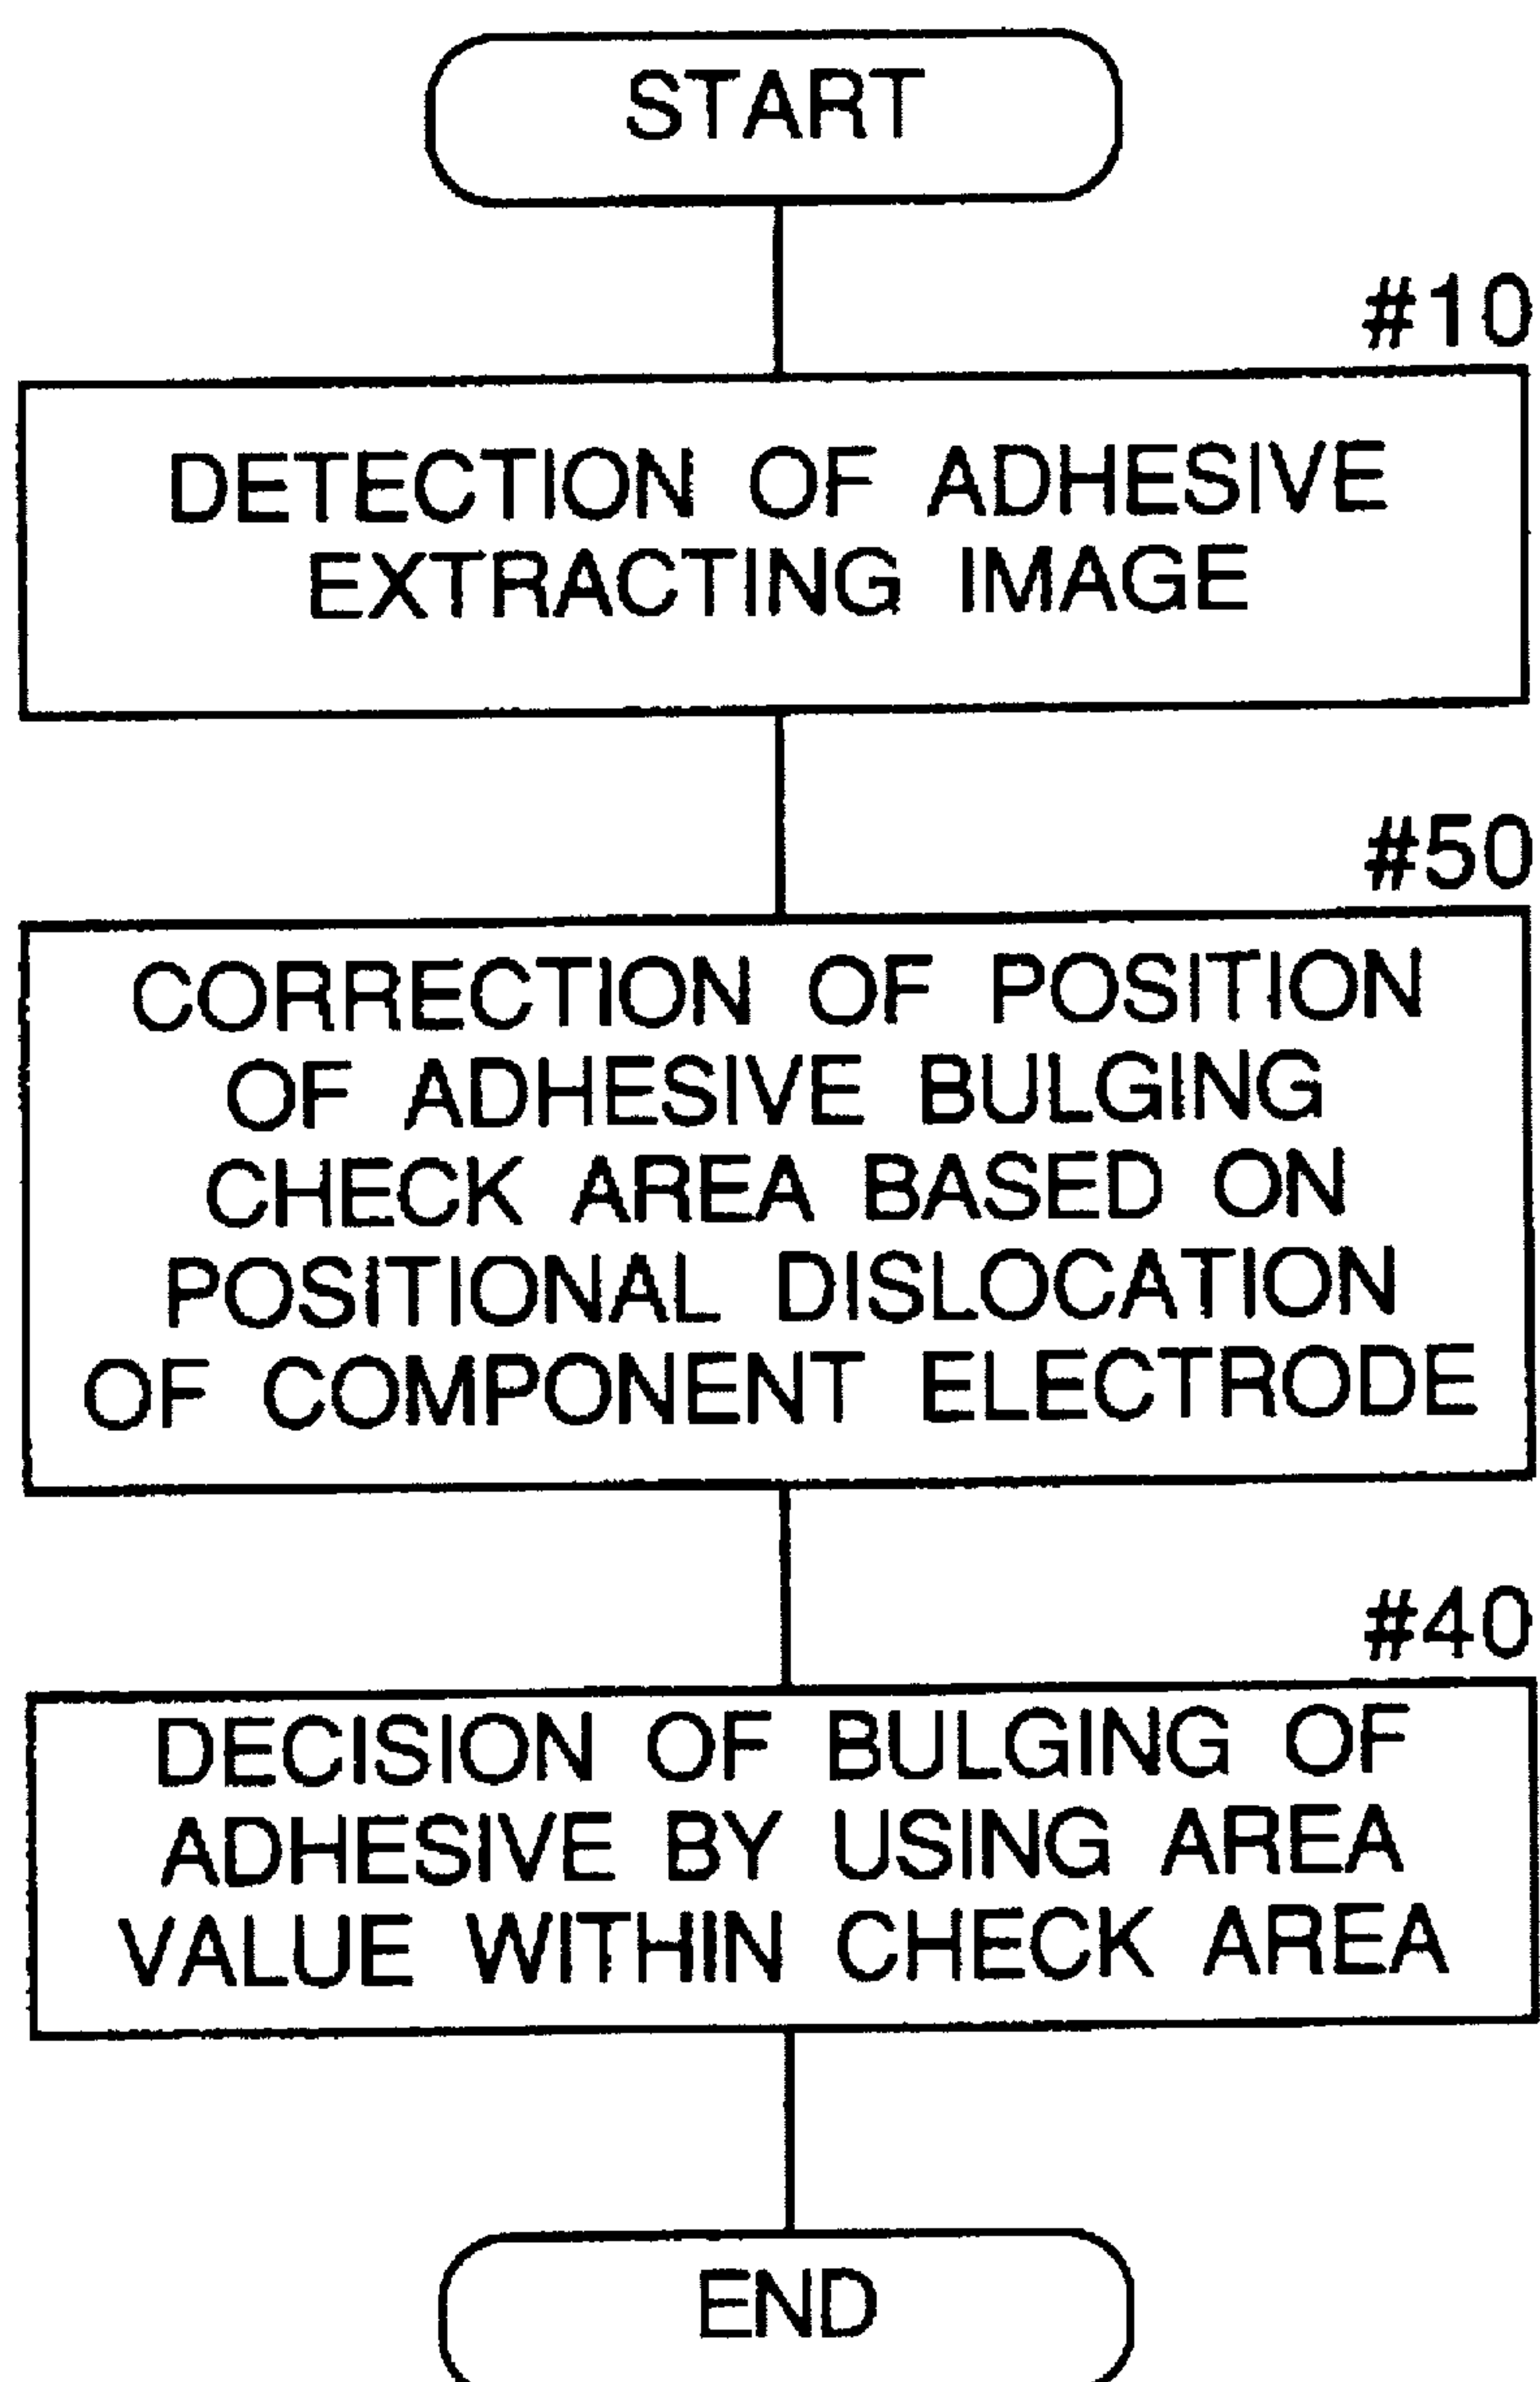 START
#10
DETECTION OF ADHESIVE
EXTRACTING IMAGE
#50
CORRECTION OF POSITION
OF ADHESIVE BULGING
CHECK AREA BASED ON
POSITIONAL DISLOCATION
OF COMPONENT ELECTRODE
#40
DECISION OF BULGING OF
ADHESIVE BY USING AREA
VALUE WITHIN CHECK AREA
END